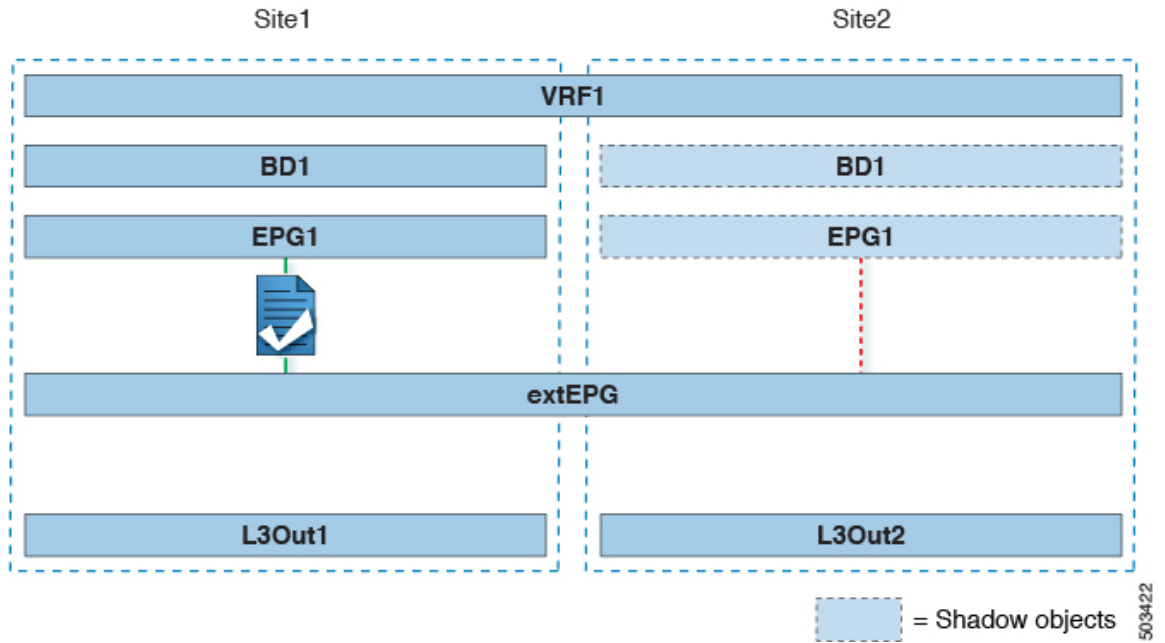 Site1
Site2
VRF1
BD1
BD1
EPG1
EPG1
extEPG
L3Out1
L3Out2
= Shadow objects
503422